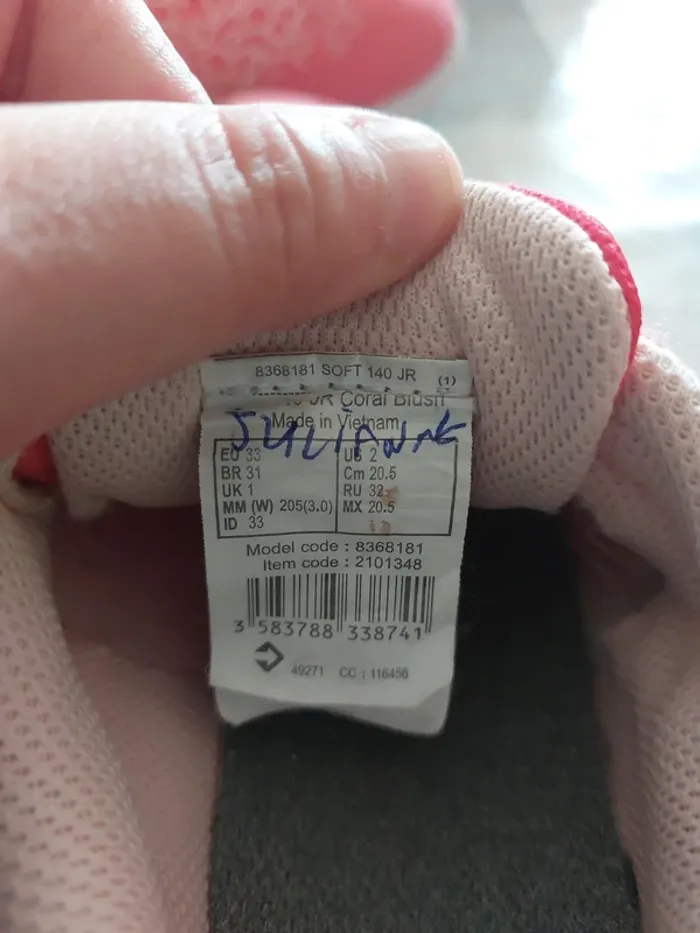 8368181 SOFT 140 JR (1)
JR Coral Blush
Made in Vietnam
JULIANNE
EU 33 US 2
BR 31 Cm 20.5
UK 1 RU 32
MM (W) 205(3.0) MX 20.5
ID 33
Model code : 8368181
Item code : 2101348
3 583788 338741
49271 CC : 116456